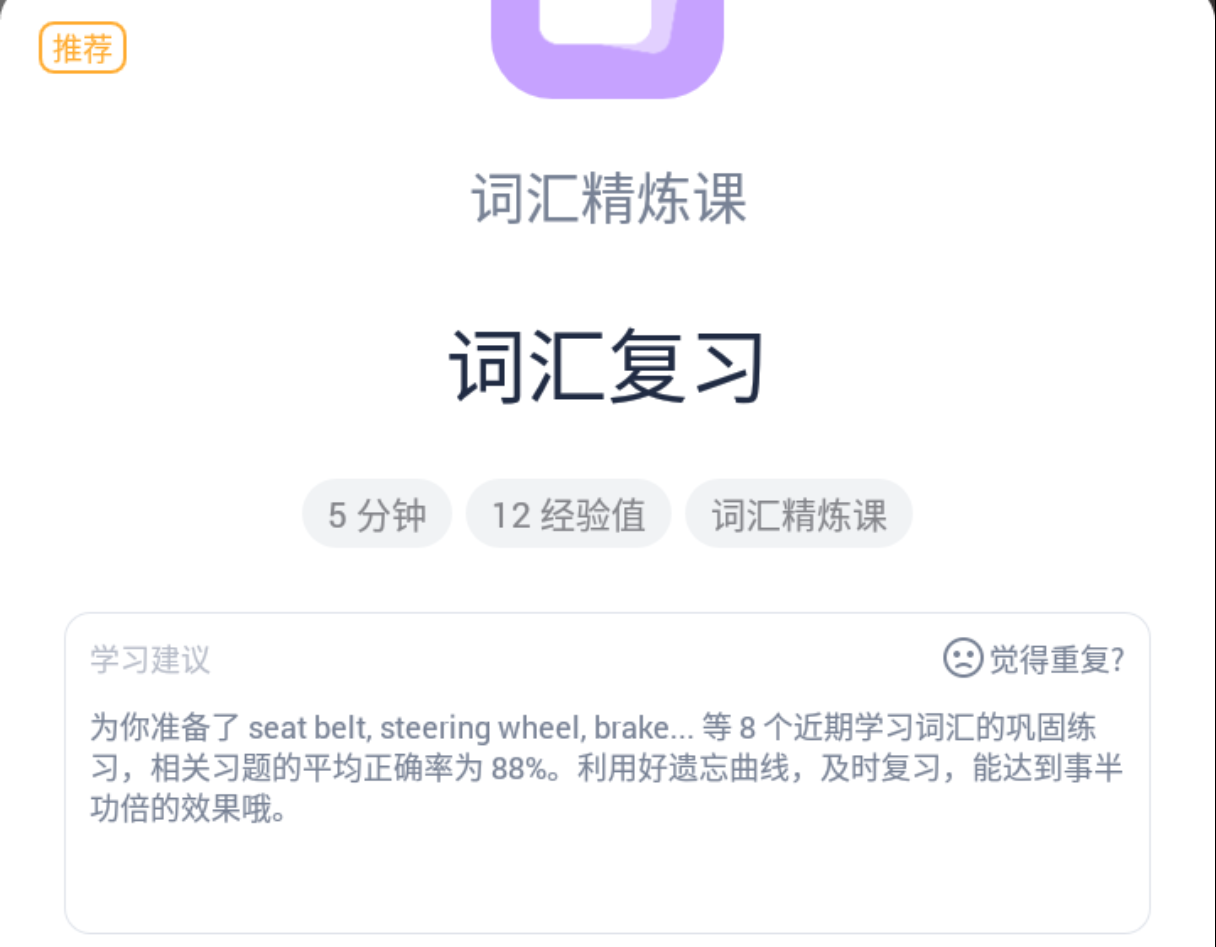 推荐
词汇精炼课
词汇复习
5 分钟
12 经验值
词汇精炼课
学习建议
觉得重复?
为你准备了 seat belt, steering wheel, brake... 等 8 个近期学习词汇的巩固练
习，相关习题的平均正确率为 88%。利用好遗忘曲线，及时复习，能达到事半
功倍的效果哦。